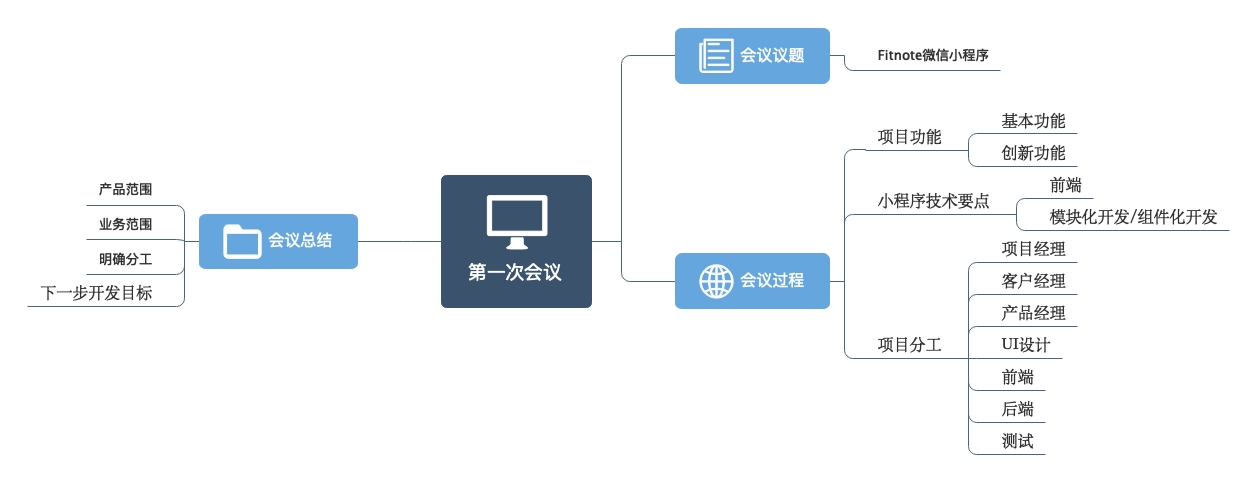 第一次会议
会议议题
Fitnote微信小程序
会议过程
项目功能
基本功能
创新功能
小程序技术要点
前端
模块化开发/组件化开发
项目分工
项目经理
客户经理
产品经理
UI设计
前端
后端
测试
会议总结
产品范围
业务范围
明确分工
下一步开发目标